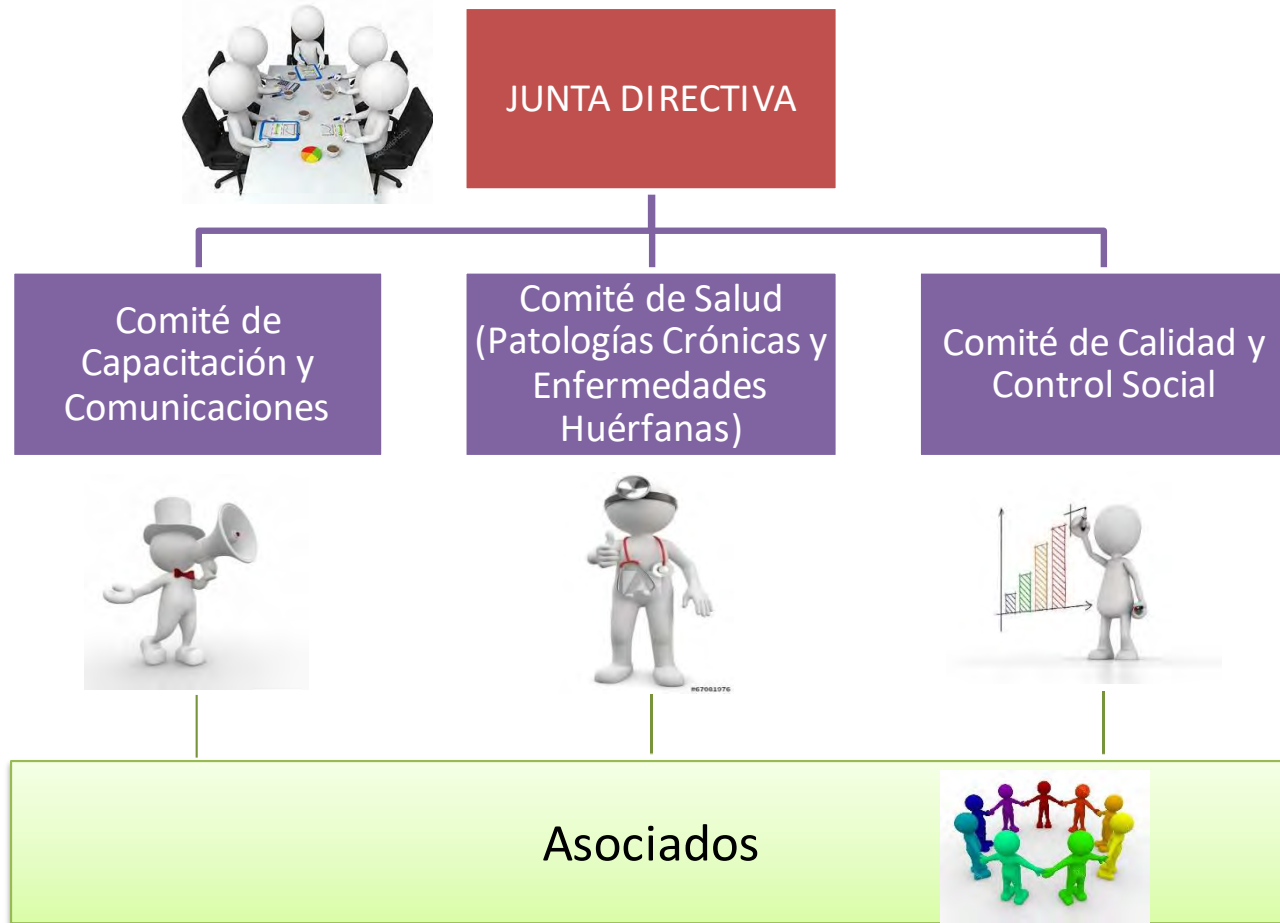 JUNTA DIRECTIVA
Comité de
Capacitación y
Comunicaciones
Comité de Salud
(Patologías Crónicas y
Enfermedades
Huérfanas)
Comité de Calidad y
Control Social
#67081976
Asociados